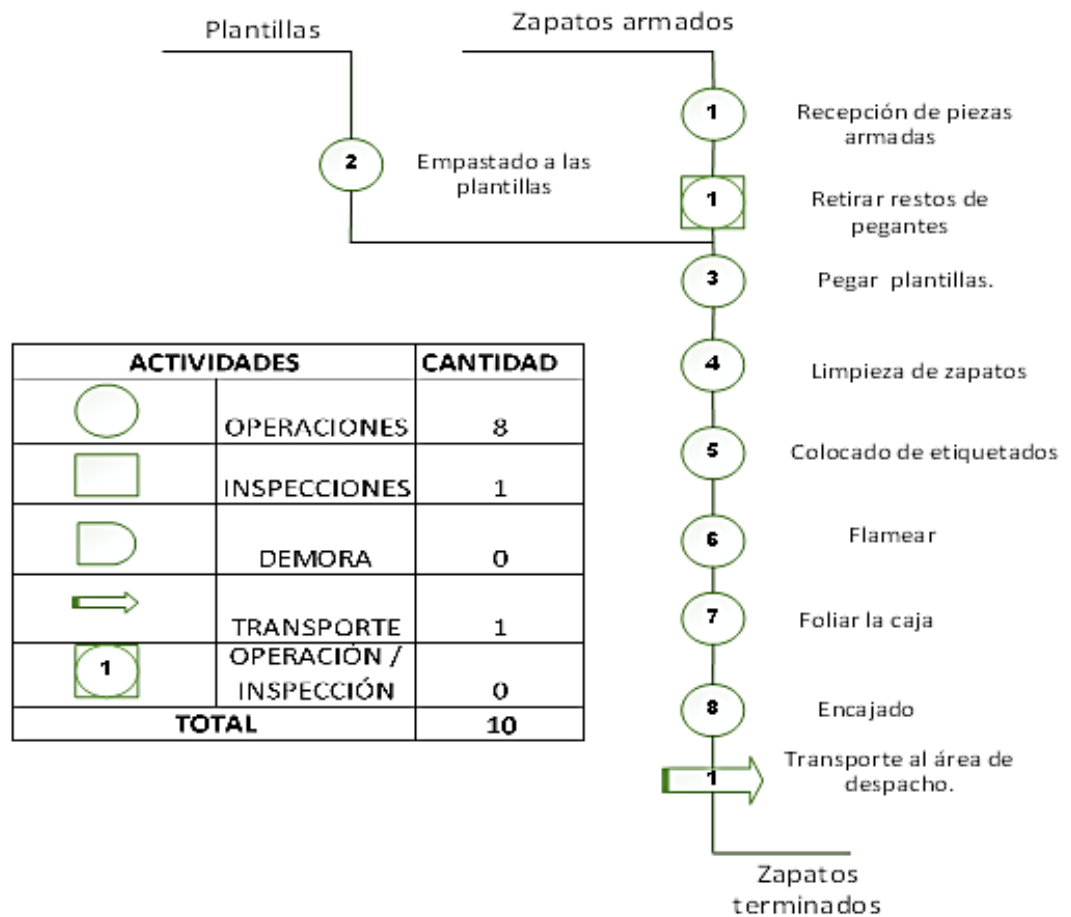 Plantillas
Zapatos armados
1
Recepción de piezas
armadas
2
Empastado a las
plantillas
1
Retirar restos de
pegantes
3
Pegar plantillas.
4
Limpieza de zapatos
5
Colocado de etiquetados
6
Flamear
7
Foliar la caja
8
Encajado
1
Transporte al área de
despacho.
Zapatos
terminados
ACTIVIDADES CANTIDAD
OPERACIONES 8
INSPECCIONES 1
DEMORA 0
TRANSPORTE 1
1
OPERACIÓN /
INSPECCIÓN 0
TOTAL 10